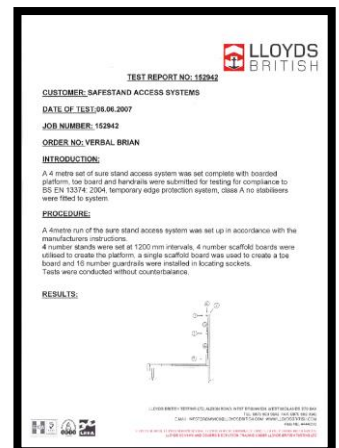 LLOYDS
BRITISH
TEST REPORT NO: 152942
CUSTOMER: SAFESTAND ACCESS SYSTEMS
DATE OF TEST:06.06.2007
JOB NUMBER: 152942
ORDER NO: VERBAL BRIAN
INTRODUCTION:
A 4 metre set of sure stand access system was set complete with boarded
platform, toe board and handrails were submitted for testing for compliance to
BS EN 13374: 2004, temporary edge protection system, class A no stabilisers
were fitted to system.
PROCEDURE:
A 4metre run of the sure stand access system was set up in accordance with the
manufacturers instructions.
4 number stands were set at 1200 mm intervals, 4 number scaffold boards were
utilised to create the platform, a single scaffold board was used to create a toe
board and 16 number guardrails were installed in locating sockets.
Tests were conducted without counterbalance.
RESULTS: